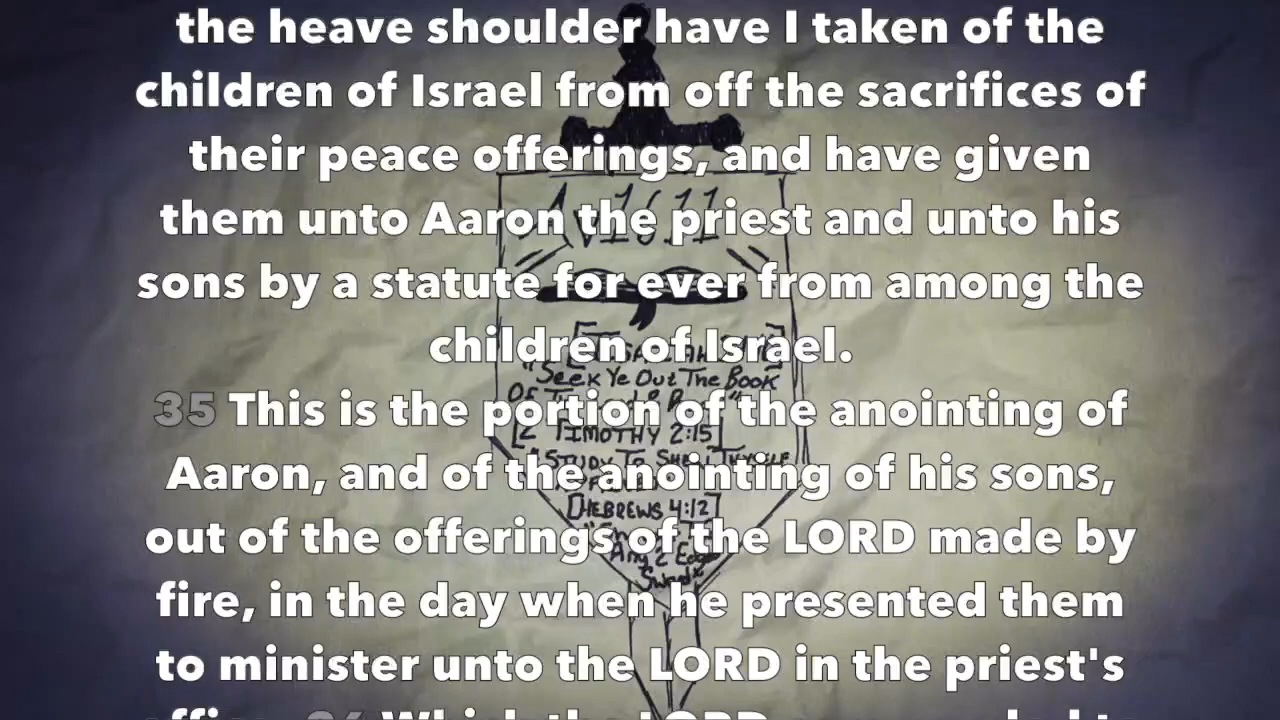 the heave shoulder have I taken of the
children of Israel from off the sacrifices of
their peace offerings, and have given
them unto Aaron the priest and unto his
sons by a statute for ever from among the
children of Israel.
35 This is the portion of the anointing of
Aaron, and of the anointing of his sons,
out of the offerings of the LORD made by
fire, in the day when he presented them
to minister unto the LORD in the priest's
AV1611
"Seek Ye Out The Book
[2 TIMOTHY 2:15]
"STUDY To SHEW THYSELF
[HEBREWS 4:12]
Any 2 Edged
Sword"